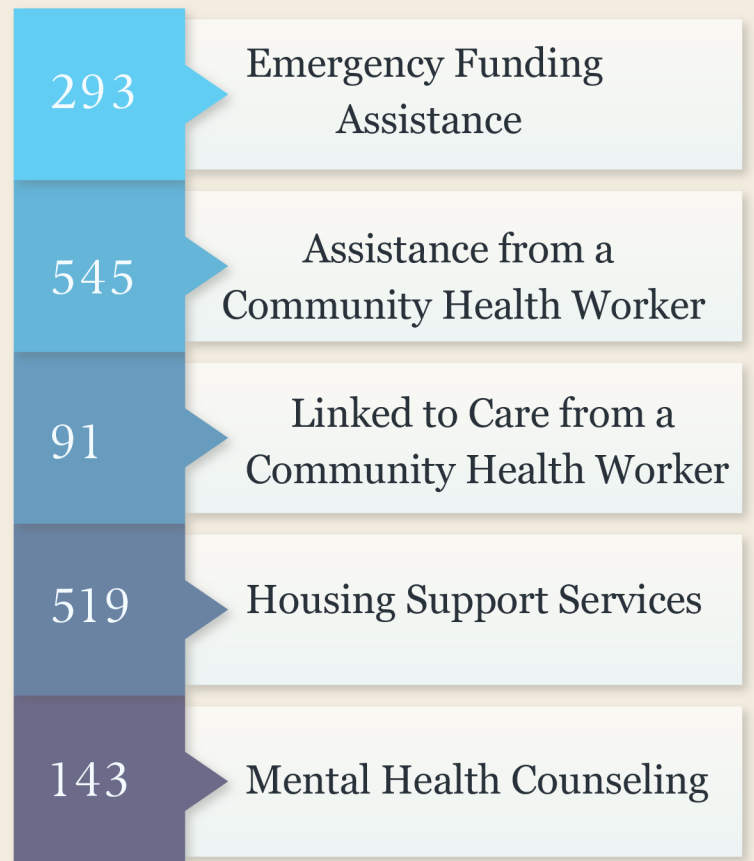 293
Emergency Funding
Assistance
545
Assistance from a
Community Health Worker
91
Linked to Care from a
Community Health Worker
519
Housing Support Services
143
Mental Health Counseling